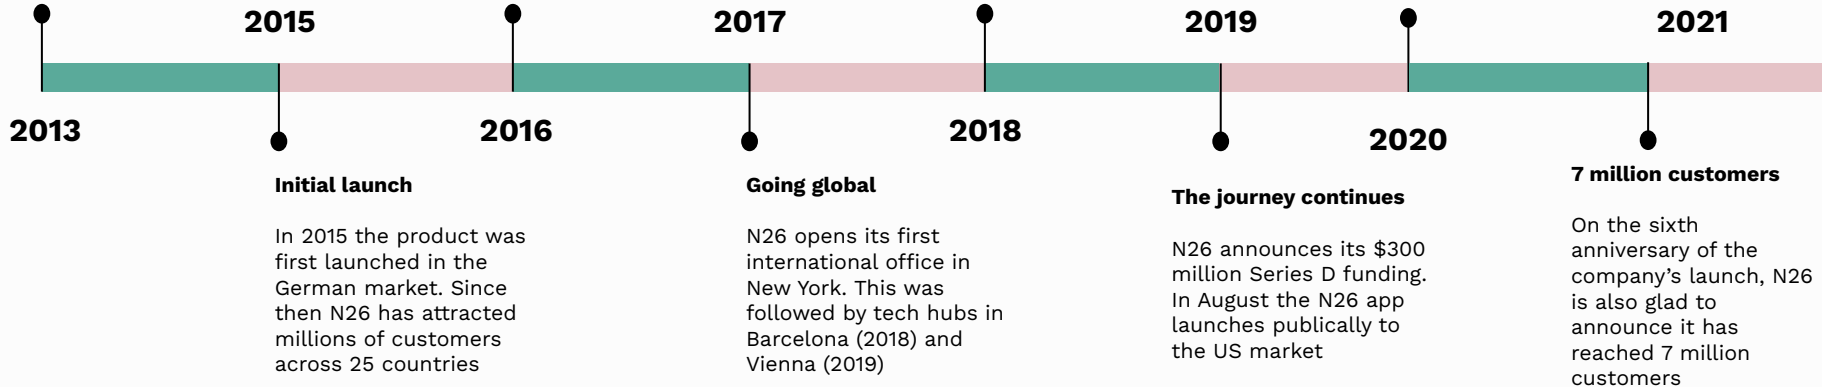 2015
2017
2019
2021
2013
2016
2018
2020
Initial launch
In 2015 the product was
first launched in the
German market. Since
then N26 has attracted
millions of customers
across 25 countries
Going global
N26 opens its first
international office in
New York. This was
followed by tech hubs in
Barcelona (2018) and
Vienna (2019)
The journey continues
N26 announces its $300
million Series D funding.
In August the N26 app
launches publically to
the US market
7 million customers
On the sixth
anniversary of the
company’s launch, N26
is also glad to
announce it has
reached 7 million
customers